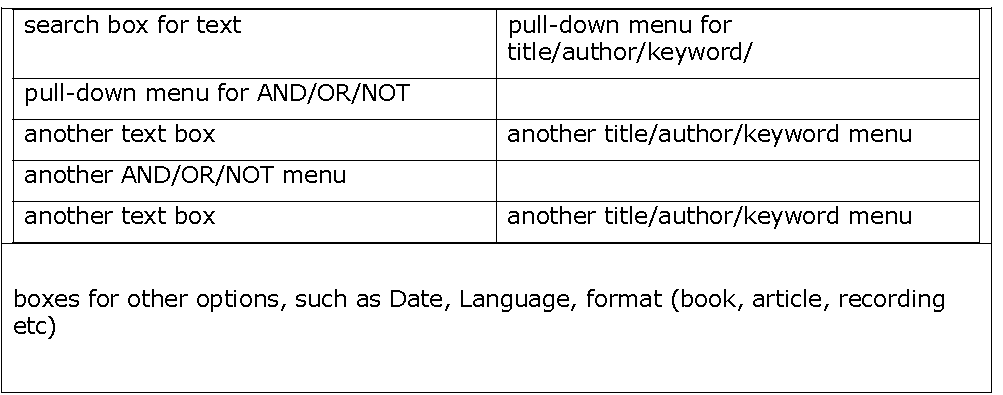 search box for text
pull-down menu for
title/author/keyword/
pull-down menu for AND/OR/NOT
another text box
another title/author/keyword menu
another AND/OR/NOT menu
another text box
another title/author/keyword menu
boxes for other options, such as Date, Language, format (book, article, recording
etc)